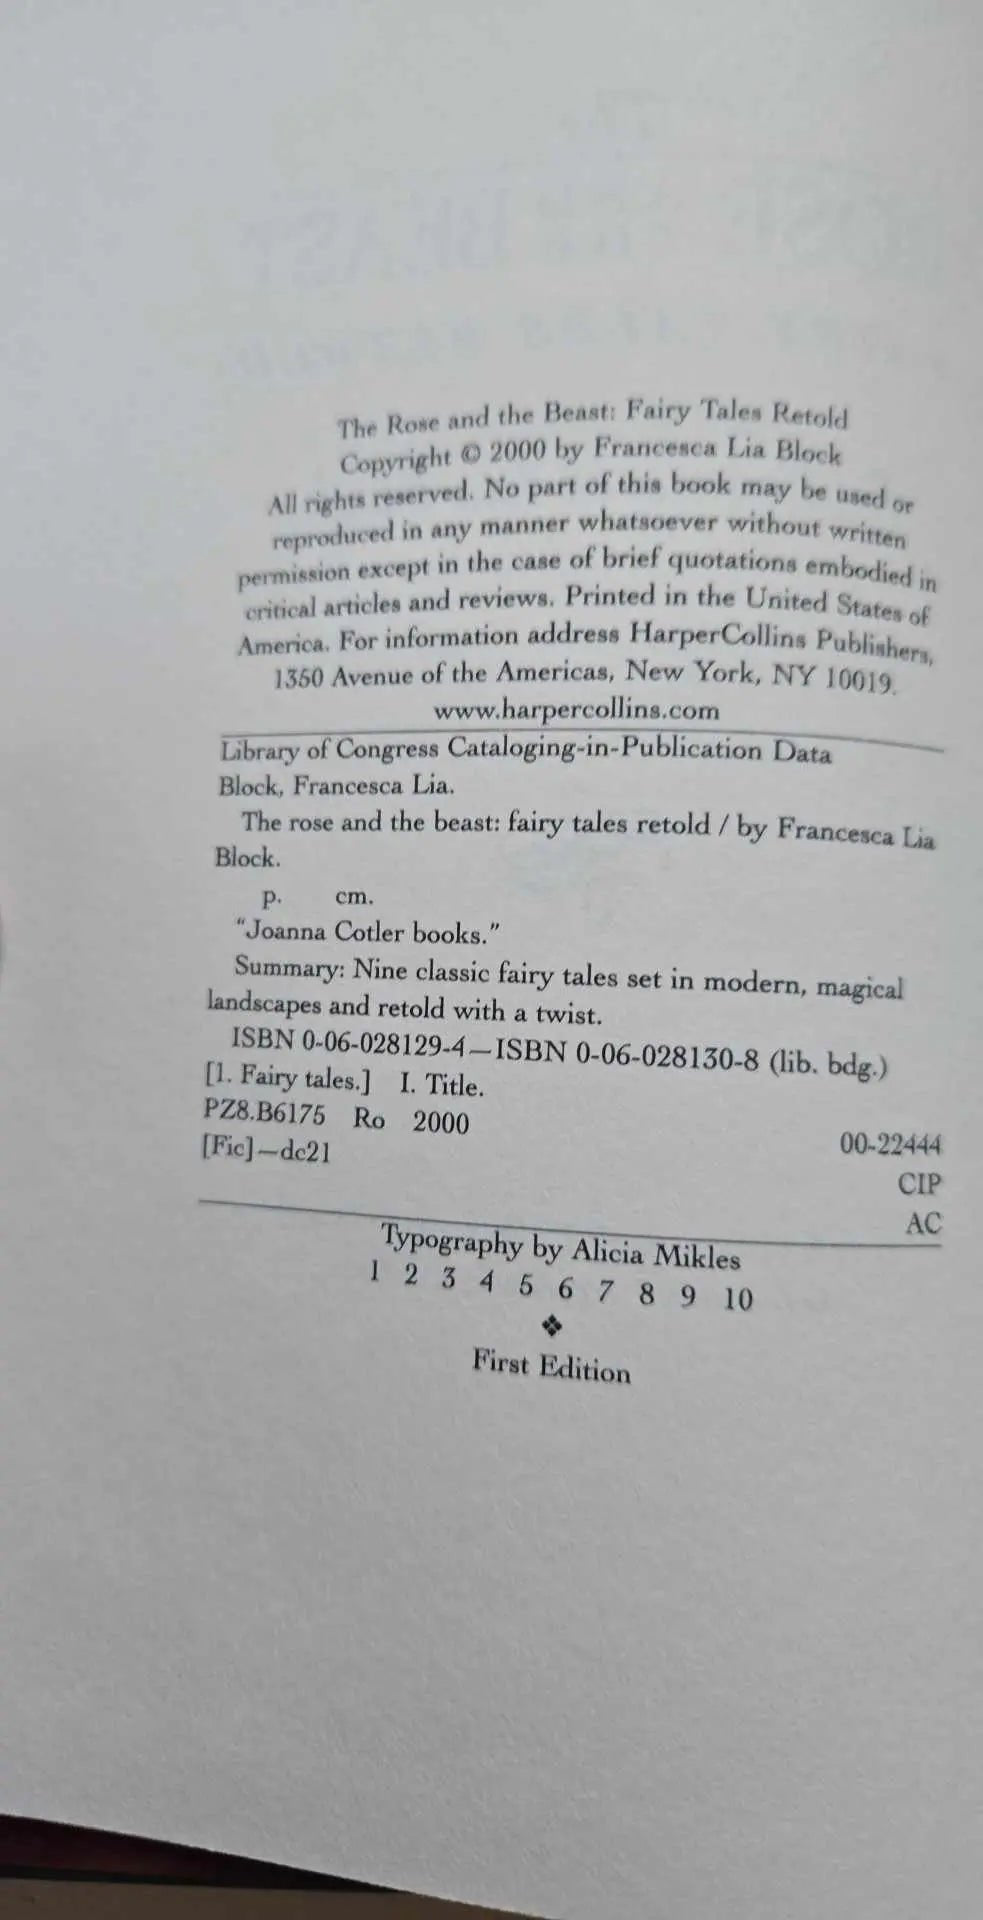 The Rose and the Beast: Fairy Tales Retold
Copyright © 2000 by Francesca Lia Block
All rights reserved. No part of this book may be used or
reproduced in any manner whatsoever without written
permission except in the case of brief quotations embodied in
critical articles and reviews. Printed in the United States of
America. For information address HarperCollins Publishers,
1350 Avenue of the Americas, New York, NY 10019.
www.harpercollins.com
Library of Congress Cataloging-in-Publication Data
Block, Francesca Lia.
The rose and the beast: fairy tales retold / by Francesca Lia
Block.
p. cm.
"Joanna Cotler books."
Summary: Nine classic fairy tales set in modern, magical
landscapes and retold with a twist.
ISBN 0-06-028129-4—ISBN 0-06-028130-8 (lib. bdg.)
[1. Fairy tales.] I. Title.
PZ8.B6175 Ro 2000
00-22444
[Fic]—dc21
CIP
AC
Typography by Alicia Mikles
1 2 3 4 5 6 7 8 9 10
❖
First Edition